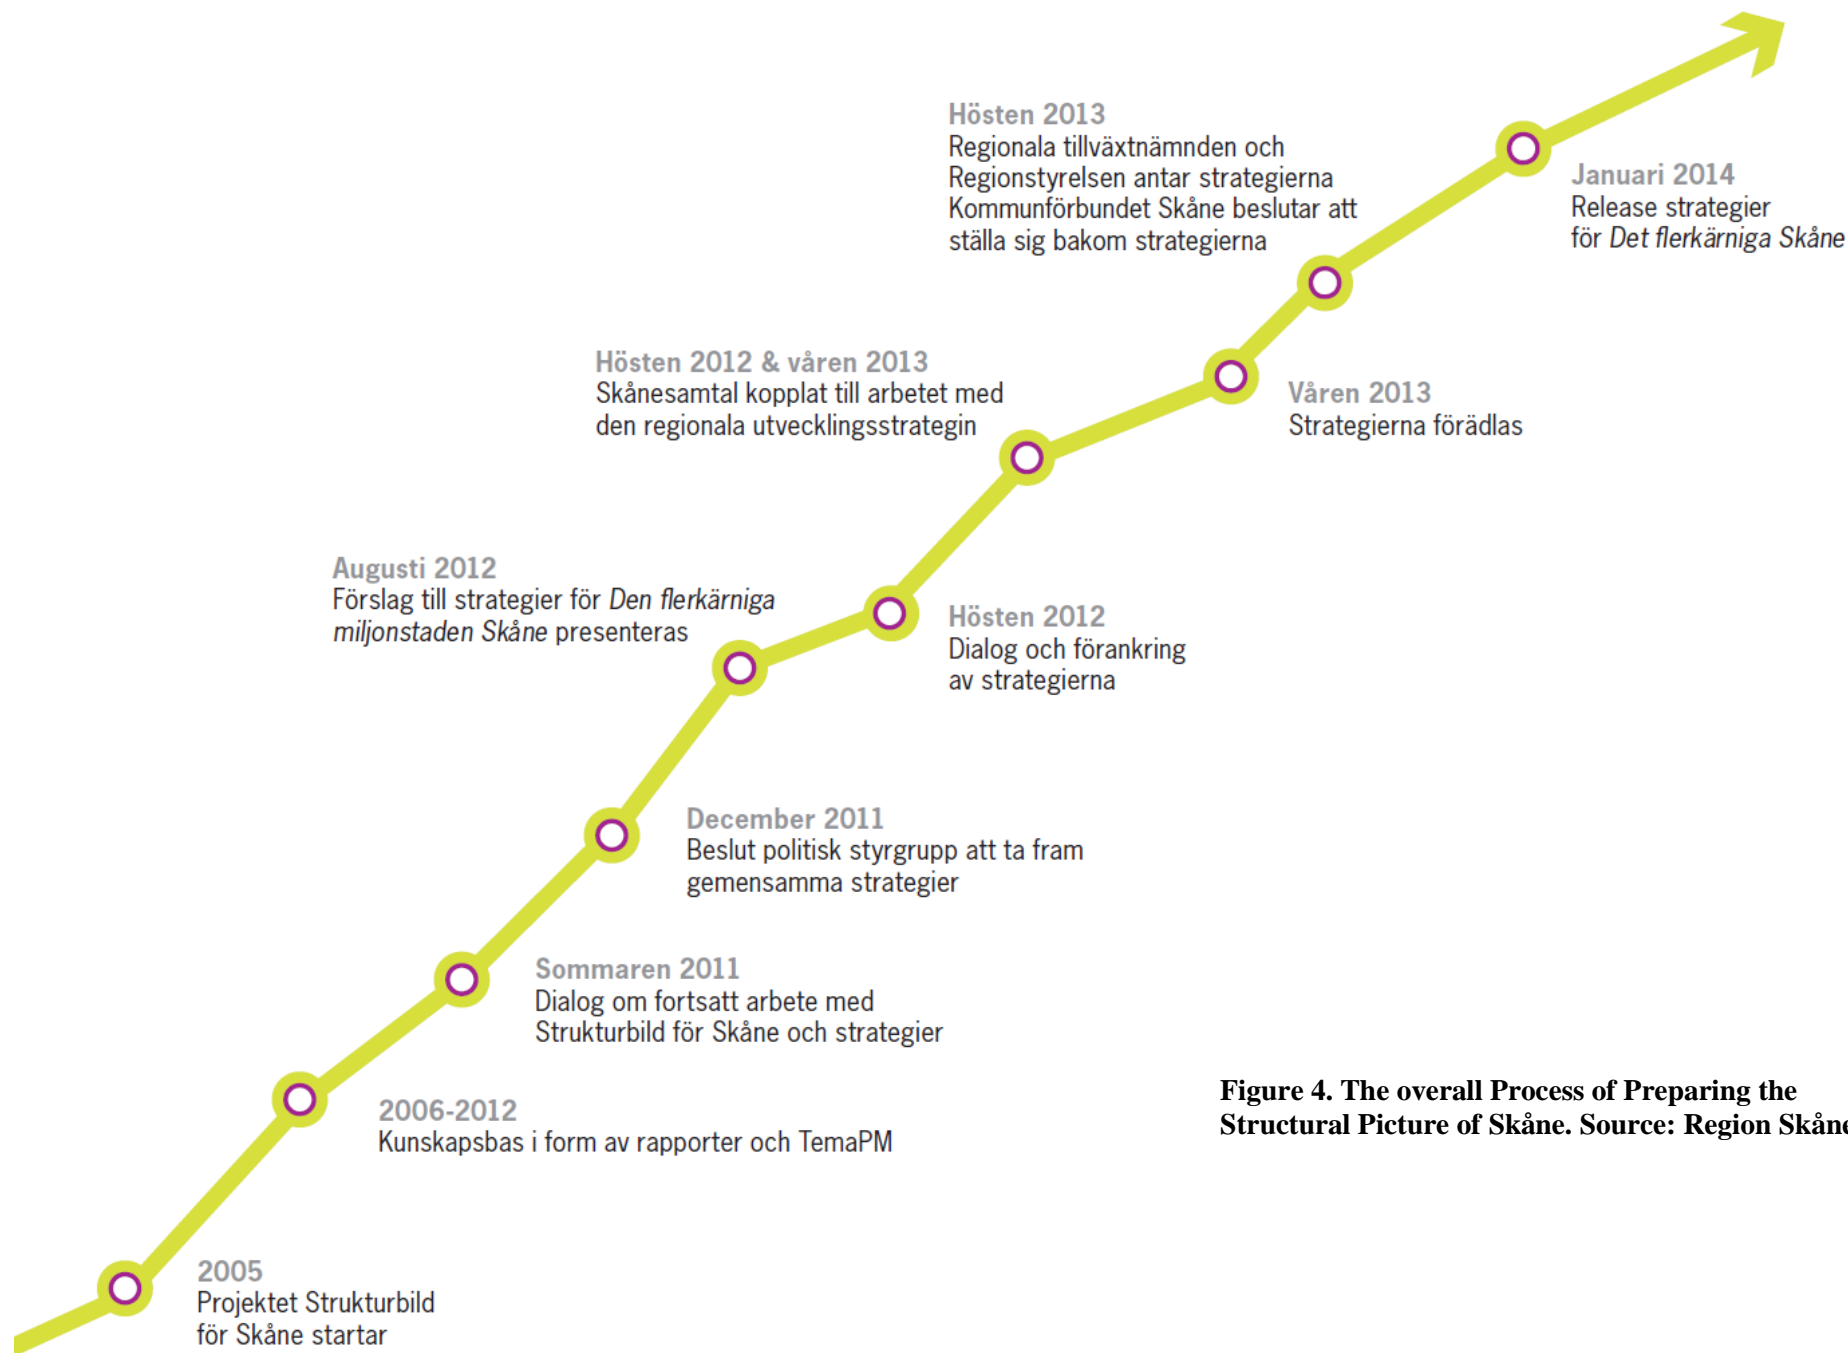 Hösten 2013
Regionala tillväxtnämnden och
Regionstyrelsen antar strategierna
Kommunförbundet Skåne beslutar att
ställa sig bakom strategierna
Januari 2014
Release strategier
för Det flerkärniga Skåne
Hösten 2012 & våren 2013
Skånesamtal kopplat till arbetet med
den regionala utvecklingsstrategin
Våren 2013
Strategierna förädlas
Augusti 2012
Förslag till strategier för Den flerkärniga
miljonstaden Skåne presenteras
Hösten 2012
Dialog och förankring
av strategierna
December 2011
Beslut politisk styrgrupp att ta fram
gemensamma strategier
Sommaren 2011
Dialog om fortsatt arbete med
Strukturbild för Skåne och strategier
2006-2012
Kunskapsbas i form av rapporter och TemaPM
Figure 4. The overall Process of Preparing the
Structural Picture of Skåne. Source: Region Skåne
2005
Projektet Strukturbild
för Skåne startar